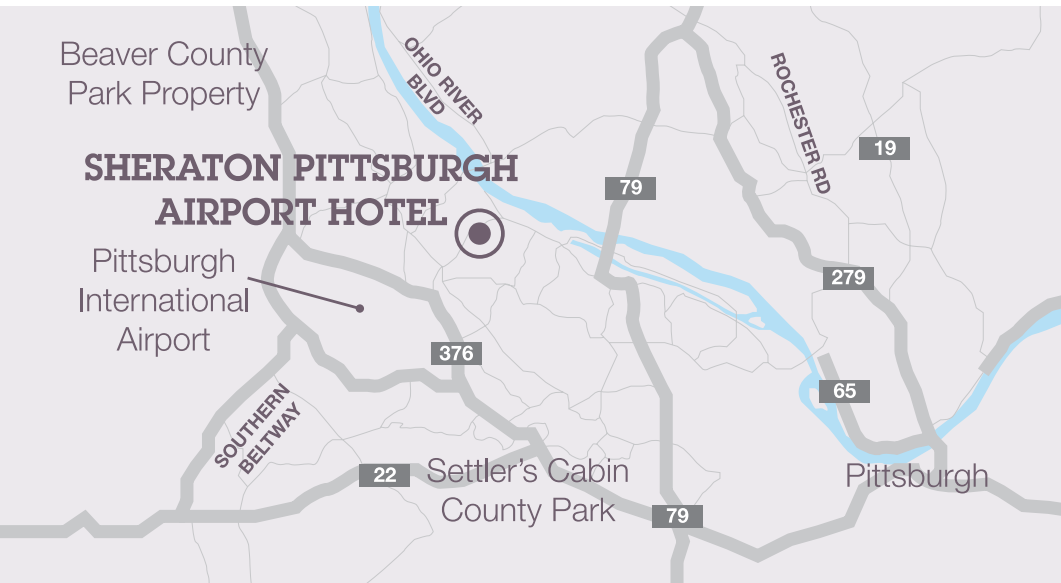 Beaver County
Park Property
OHIO RIVER
BLVD
ROCHESTER RD
19
SHERATON PITTSBURGH
AIRPORT HOTEL
79
Pittsburgh
International
Airport
279
376
65
SOUTHERN
BELTWAY
22
Settler’s Cabin
County Park
Pittsburgh
79